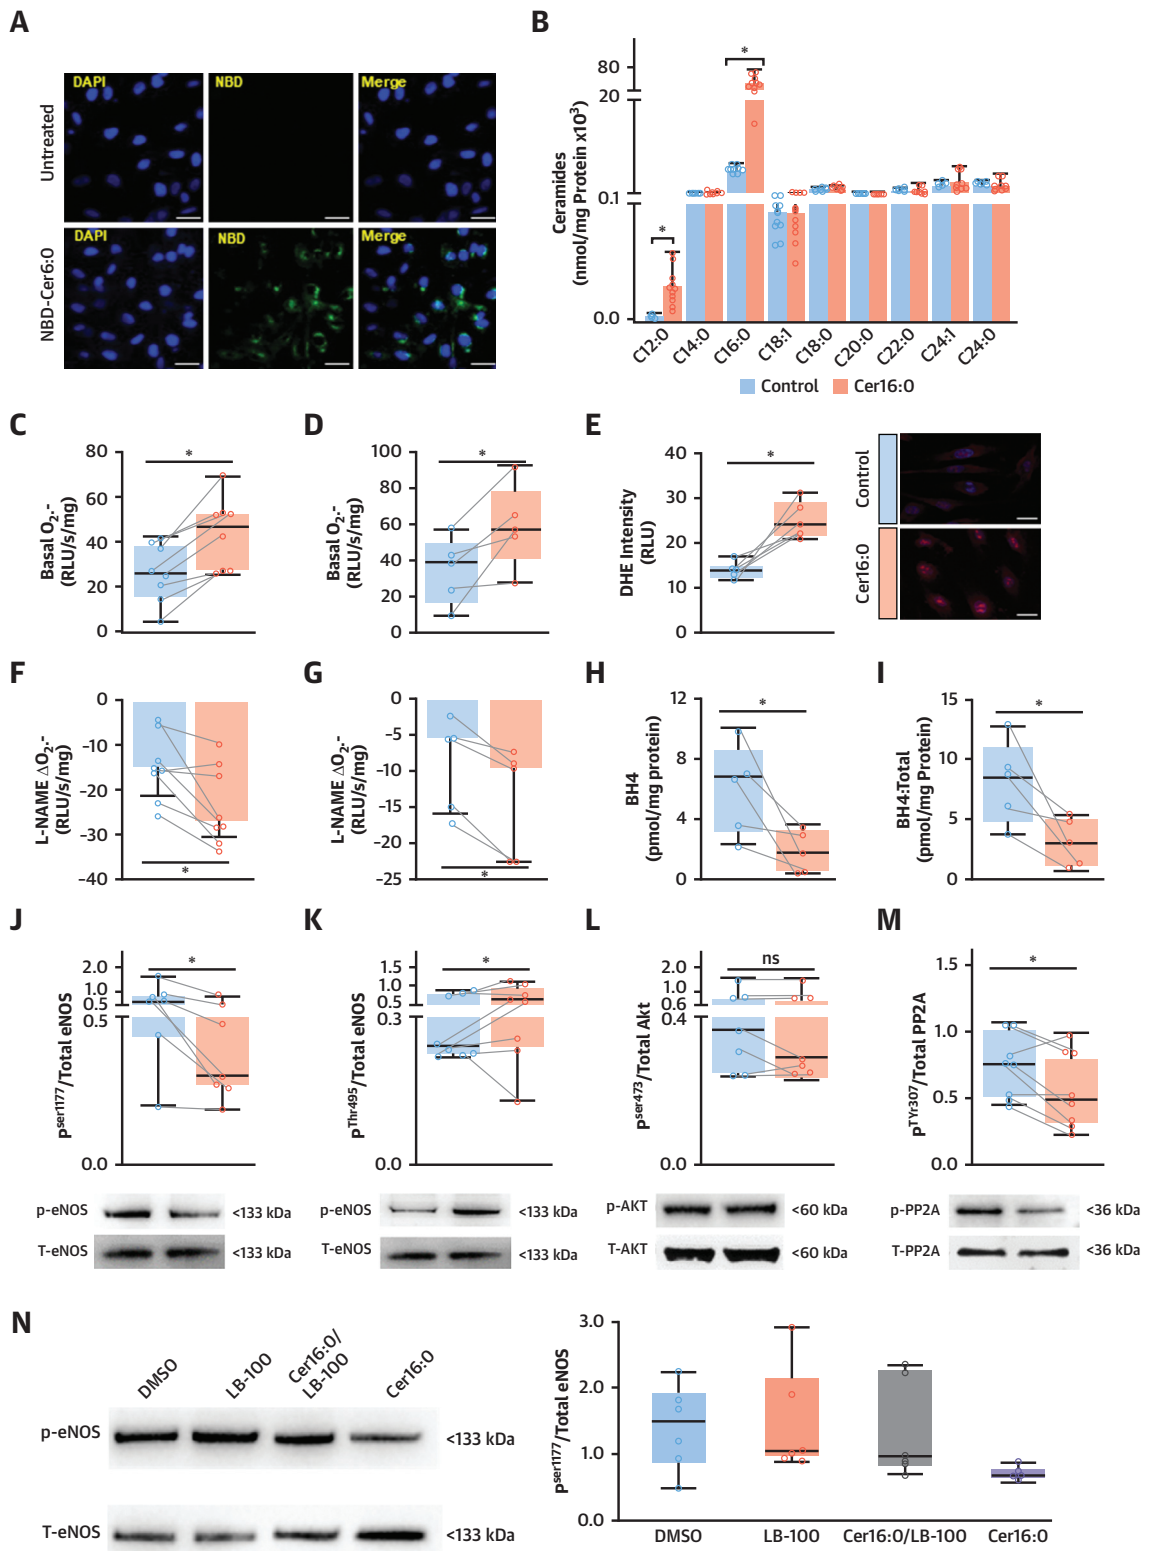 A
Untreated
DAPI
NBD
Merge
NBD-Cer6:0
DAPI
NBD
Merge
B
Ceramides
(nmol/mg Protein x10³)
80
20
0.1
0.0
*
*
C12:0
C14:0
C16:0
C18:1
C18:0
C20:0
C22:0
C24:1
C24:0
Control
Cer16:0
C
Basal O₂.-
(RLU/s/mg)
80
60
40
20
0
*
D
Basal O₂.-
(RLU/s/mg)
100
80
60
40
20
0
*
E
DHE Intensity
(RLU)
40
30
20
10
0
*
Control
Cer16:0
F
L-NAME ΔO₂.-
(RLU/s/mg)
0
-10
-20
-30
-40
*
G
L-NAME ΔO₂.-
(RLU/s/mg)
0
-5
-10
-15
-20
-25
*
H
BH4
(pmol/mg protein)
12
8
4
0
*
I
BH4:Total
(pmol/mg Protein)
15
10
5
0
*
J
pˢᵉʳ¹¹⁷⁷/Total eNOS
2.0
1.0
0.5
0.5
0.0
*
p-eNOS
<133 kDa
T-eNOS
<133 kDa
K
pᵀʰʳ⁴⁹⁵/Total eNOS
1.5
1.0
0.5
0.3
0.0
*
p-eNOS
<133 kDa
T-eNOS
<133 kDa
L
pˢᵉʳ⁴⁷³/Total Akt
2.0
1.0
0.6
0.4
0.0
ns
p-AKT
<60 kDa
T-AKT
<60 kDa
M
pᵀʸʳ³⁰⁷/Total PP2A
1.5
1.0
0.5
0.0
*
p-PP2A
<36 kDa
T-PP2A
<36 kDa
N
DMSO
LB-100
Cer16:0/
LB-100
Cer16:0
p-eNOS
<133 kDa
T-eNOS
<133 kDa
pˢᵉʳ¹¹⁷⁷/Total eNOS
3.0
2.0
1.0
0.0
DMSO
LB-100
Cer16:0/LB-100
Cer16:0